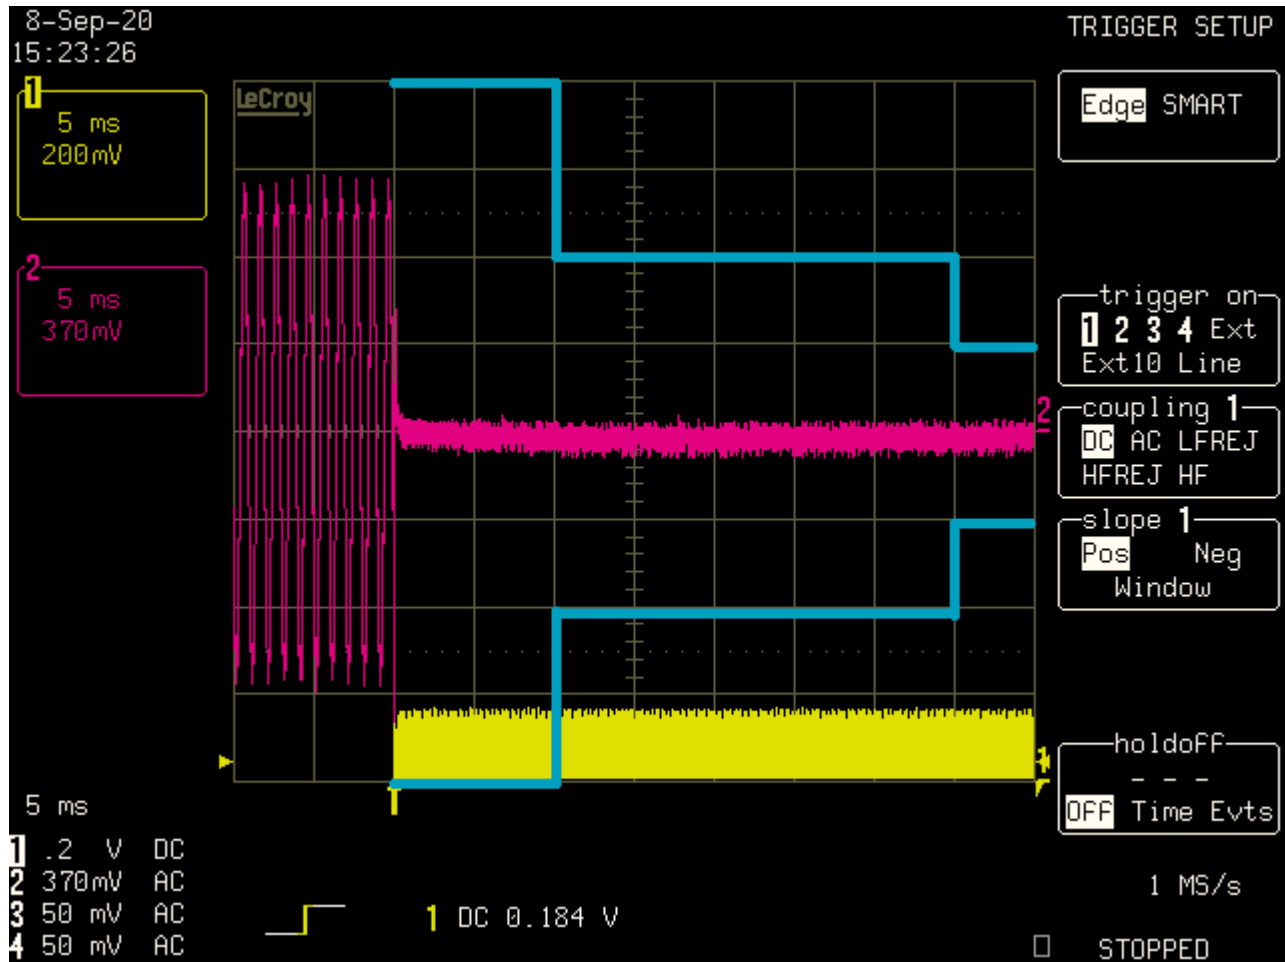 8-Sep-20
15:23:26
TRIGGER SETUP
1
5 ms
200mV
2
5 ms
370mV
LeCroy
Edge SMART
trigger on
1 2 3 4 Ext
Ext10 Line
2
coupling 1
DC AC LFREJ
HFREJ HF
slope 1
Pos Neg
Window
1
holdoff
- - -
Off Time Evts
5 ms
1 .2 V DC
2 370mV AC
3 50 mV AC
4 50 mV AC
1 DC 0.184 V
1 MS/s
STOPPED